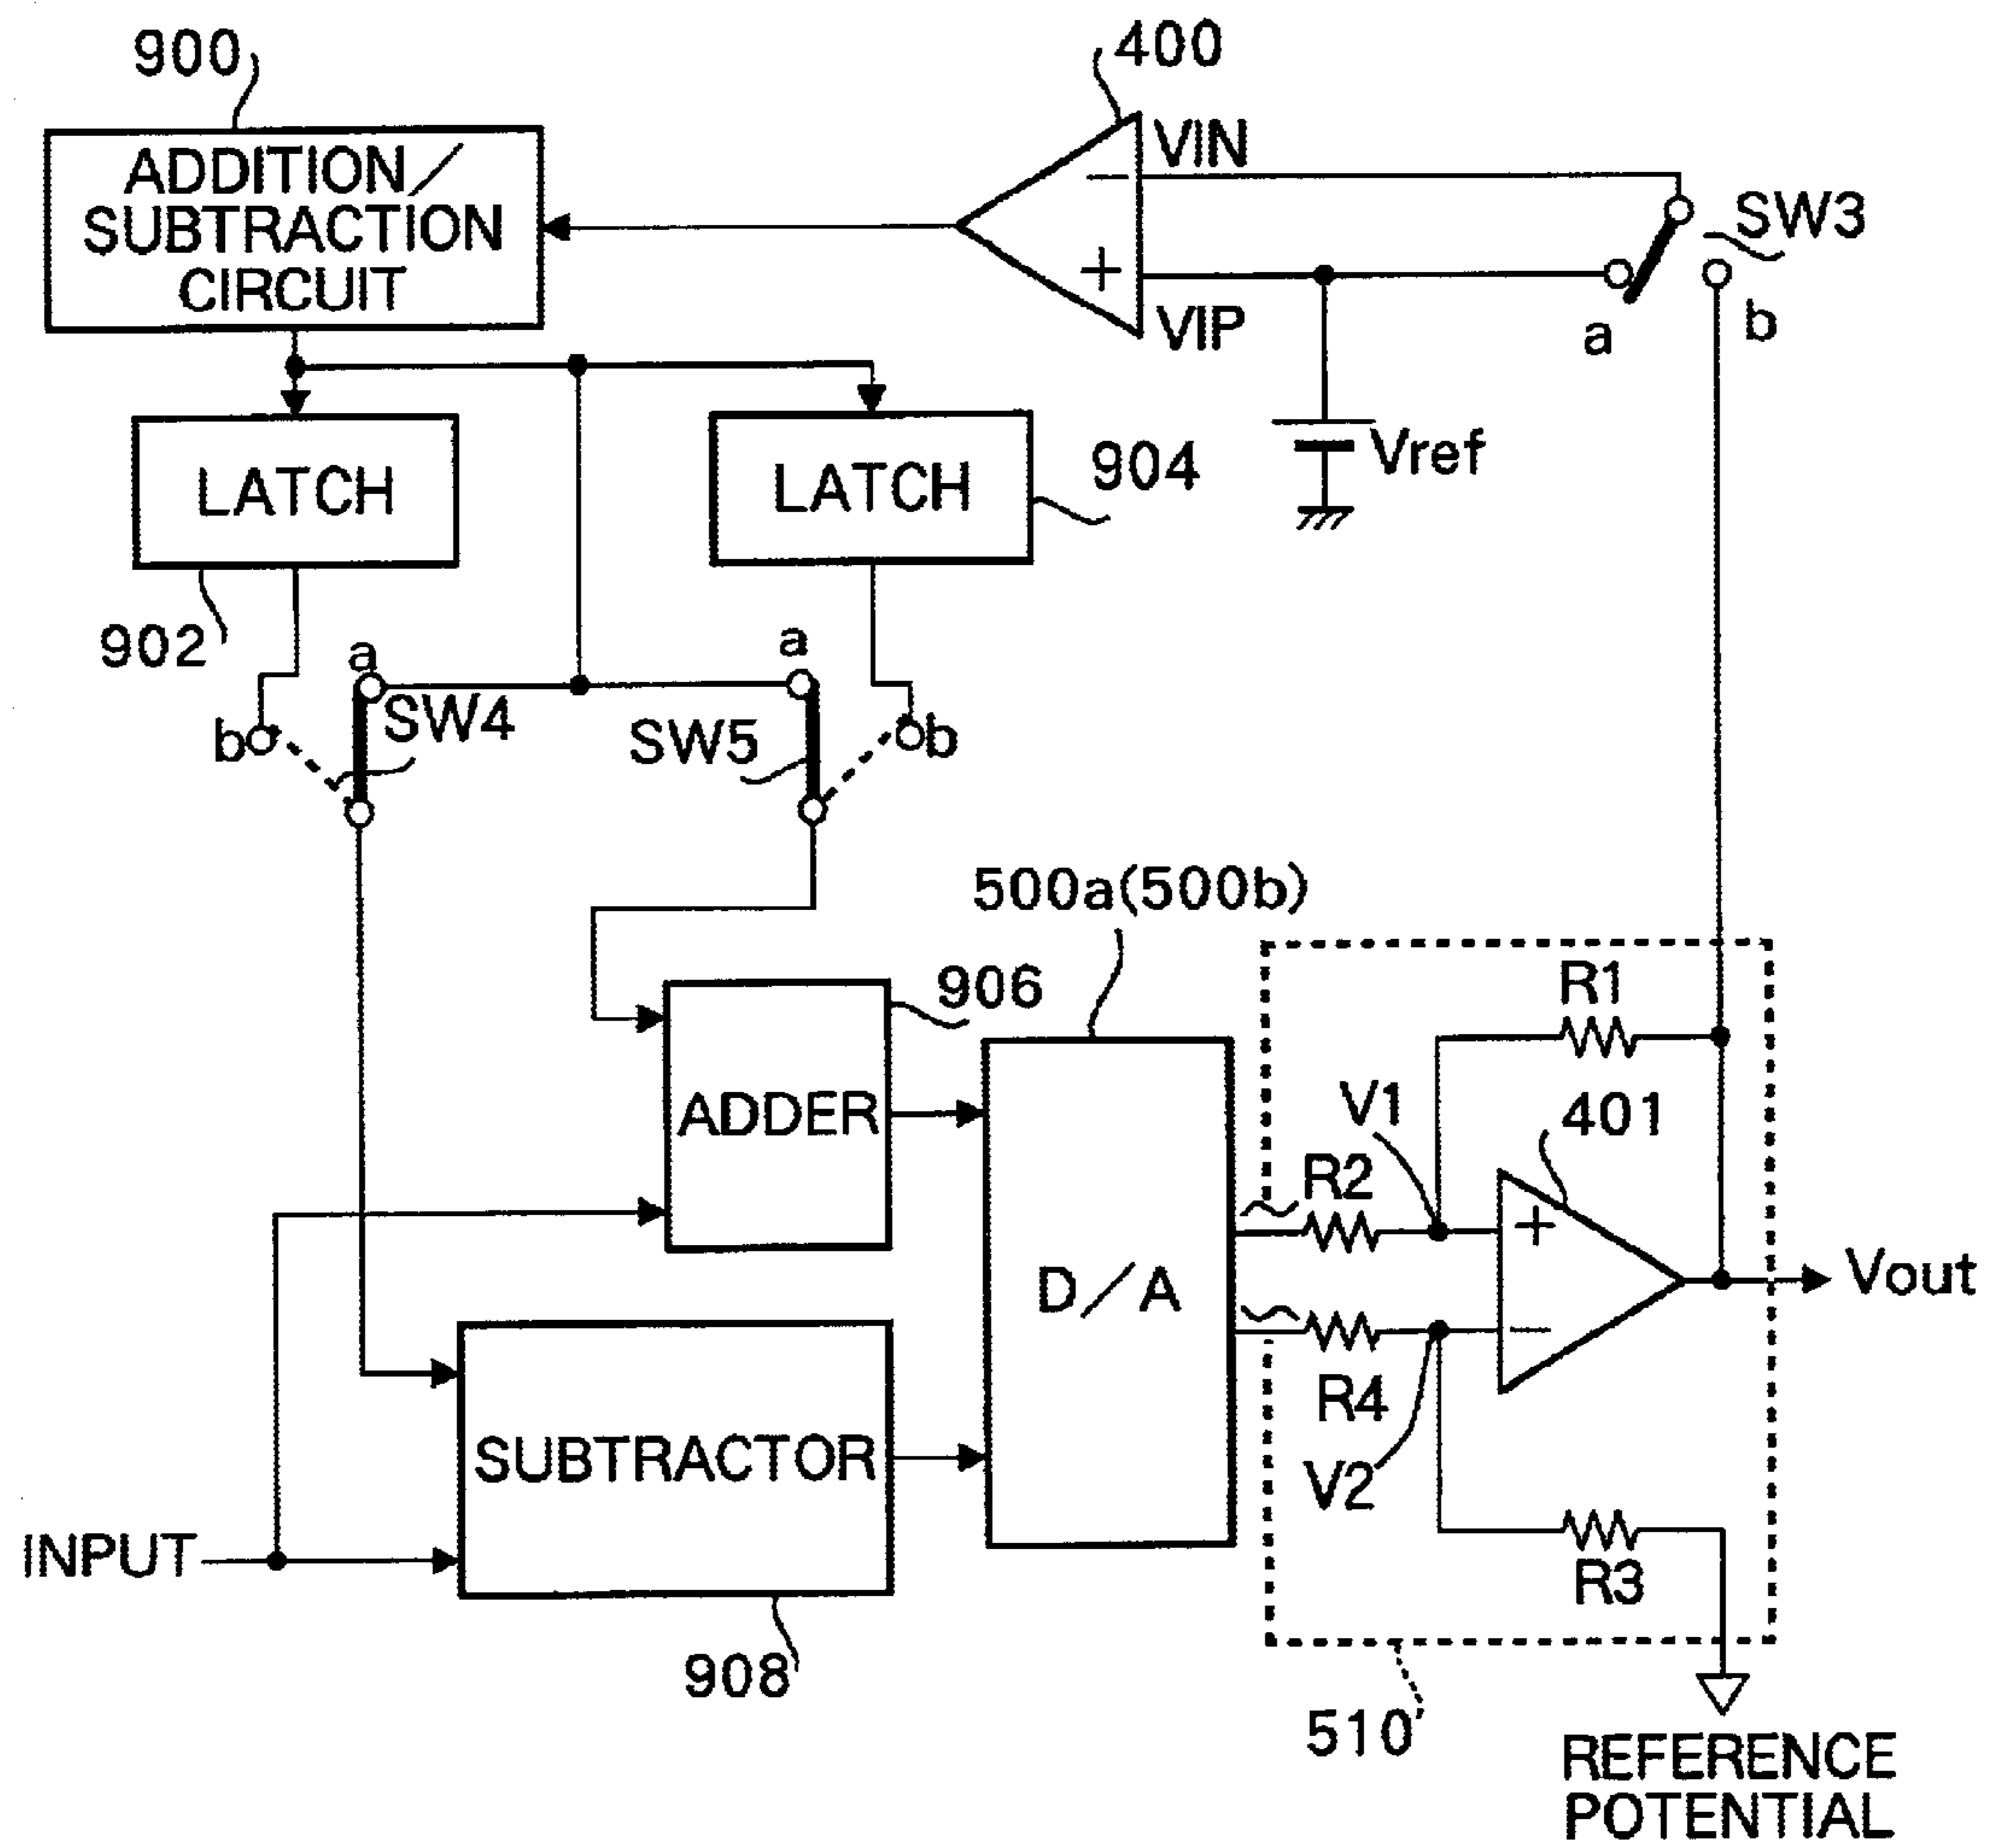 900
400
ADDITION/
SUBTRACTION
CIRCUIT
VIN
−
+
VIP
SW3
a
b
Vref
LATCH
LATCH
904
902
a
a
b
SW4
SW5
b
500a(500b)
906
R1
V1
401
ADDER
R2
+
D/A
Vout
−
R4
SUBTRACTOR
V2
INPUT
R3
908
510'
REFERENCE
POTENTIAL